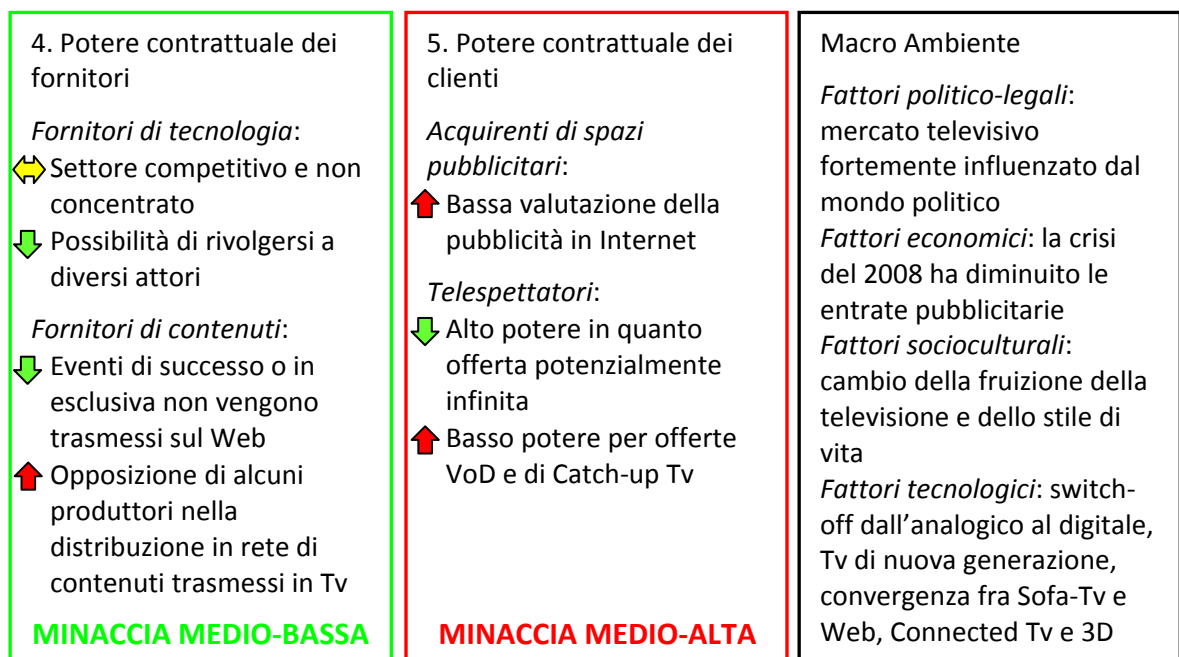 4. Potere contrattuale dei
fornitori
Fornitori di tecnologia:
Settore competitivo e non
concentrato
Possibilità di rivolgersi a
diversi attori
Fornitori di contenuti:
Eventi di successo o in
esclusiva non vengono
trasmessi sul Web
Opposizione di alcuni
produttori nella
distribuzione in rete di
contenuti trasmessi in Tv
MINACCIA MEDIO-BASSA
5. Potere contrattuale dei
clienti
Acquirenti di spazi
pubblicitari:
Bassa valutazione della
pubblicità in Internet
Telespettatori:
Alto potere in quanto
offerta potenzialmente
infinita
Basso potere per offerte
VoD e di Catch-up Tv
MINACCIA MEDIO-ALTA
Macro Ambiente
Fattori politico-legali:
mercato televisivo
fortemente influenzato dal
mondo politico
Fattori economici: la crisi
del 2008 ha diminuito le
entrate pubblicitarie
Fattori socioculturali:
cambio della fruizione della
televisione e dello stile di
vita
Fattori tecnologici: switch-
off dall’analogico al digitale,
Tv di nuova generazione,
convergenza fra Sofa-Tv e
Web, Connected Tv e 3D